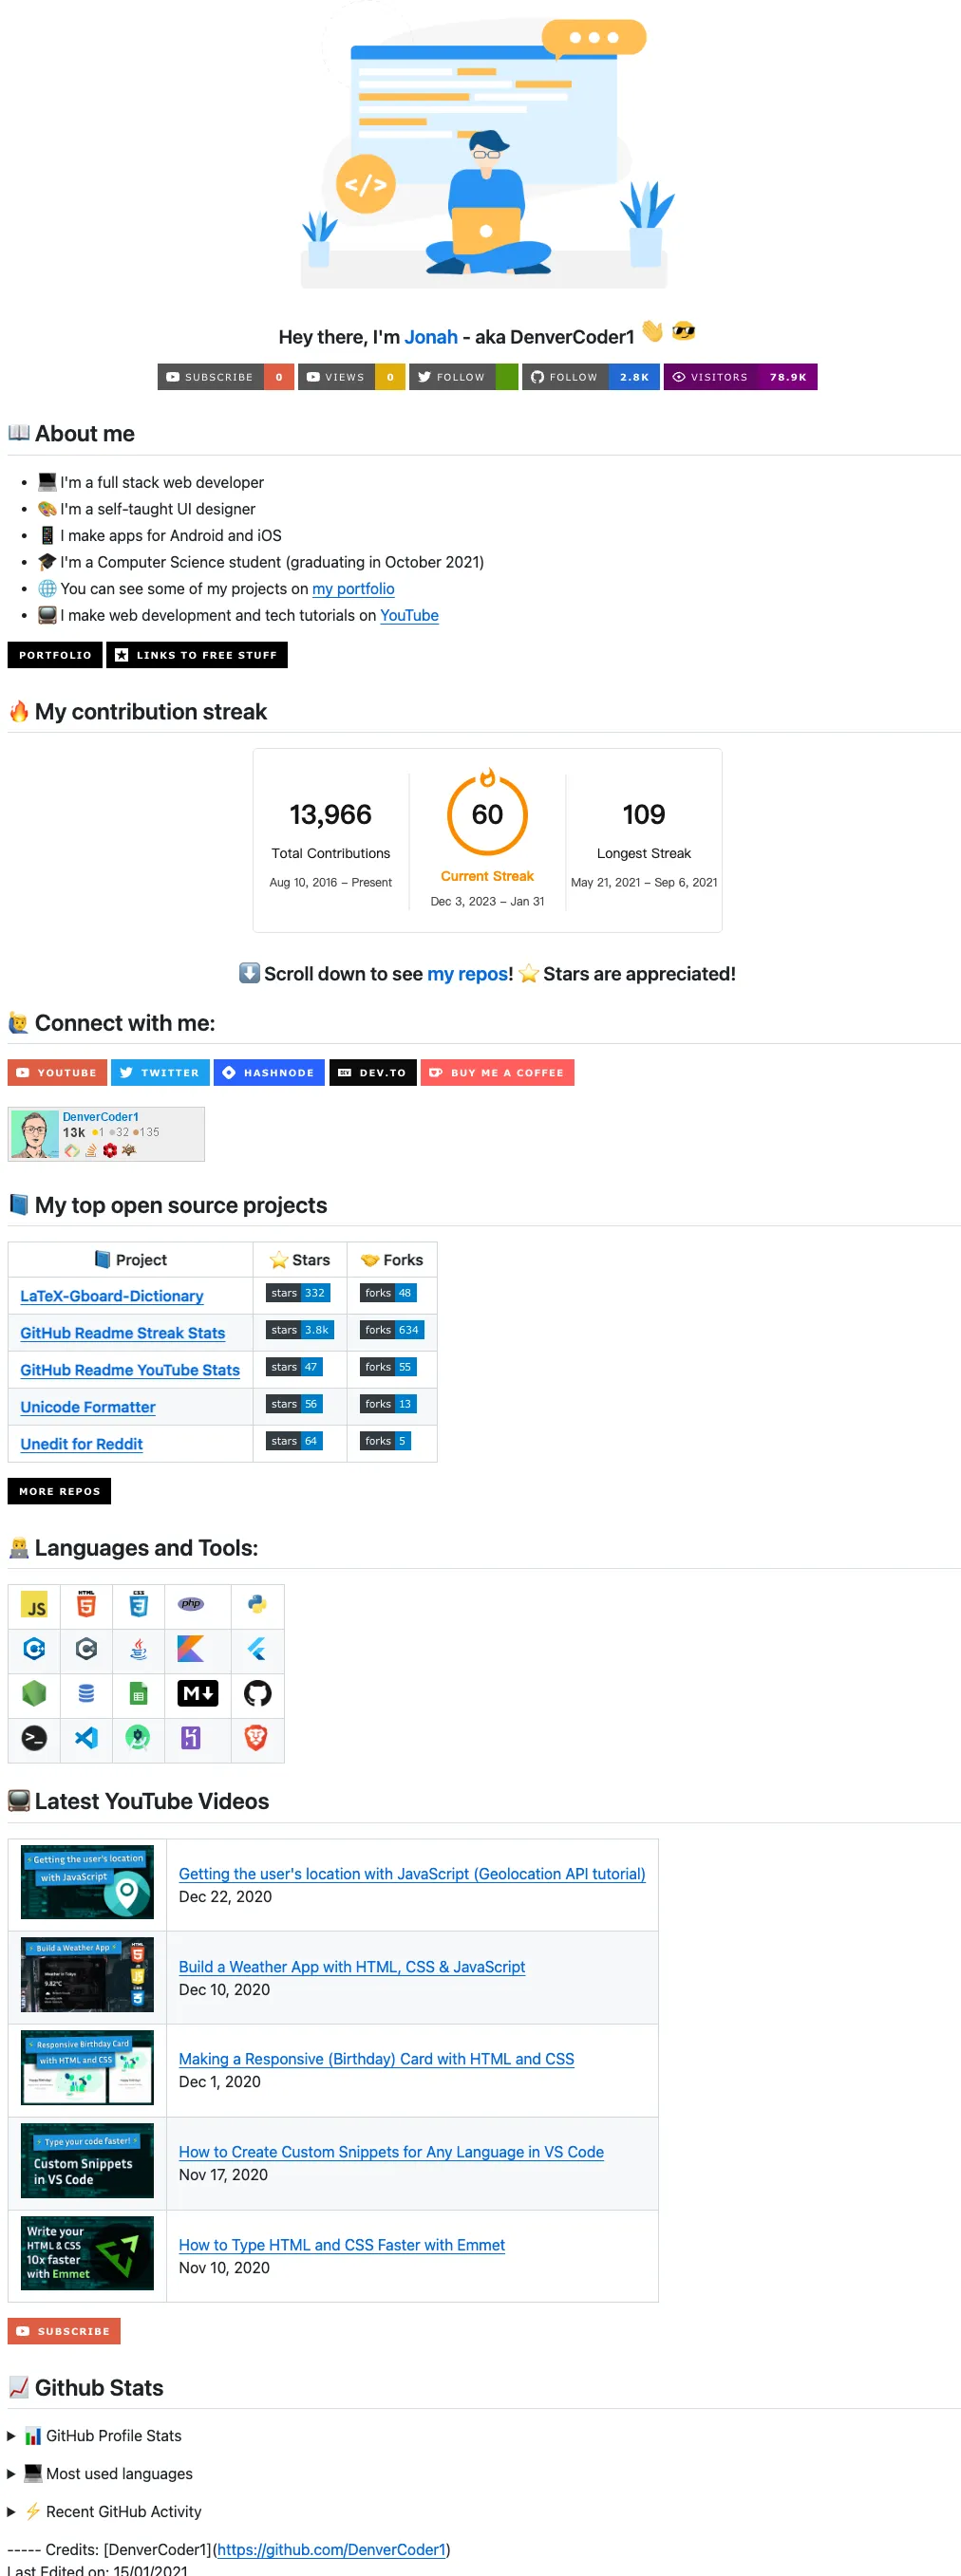 </>
Hey there, I'm Jonah - aka DenverCoder1 👋 😎
SUBSCRIBE 0 VIEWS 0 FOLLOW FOLLOW 2.8K VISITORS 78.9K
📖 About me
• 💻 I'm a full stack web developer
• 🎨 I'm a self-taught UI designer
• 📱 I make apps for Android and iOS
• 🎓 I'm a Computer Science student (graduating in October 2021)
• 🌐 You can see some of my projects on my portfolio
• 📺 I make web development and tech tutorials on YouTube
PORTFOLIO LINKS TO FREE STUFF
🔥 My contribution streak
13,966 60 109
Total Contributions Current Streak Longest Streak
Aug 10, 2016 – Present Dec 3, 2023 – Jan 31 May 21, 2021 – Sep 6, 2021
⬇️ Scroll down to see my repos! ⭐ Stars are appreciated!
🙋‍♂️ Connect with me:
YOUTUBE TWITTER HASHNODE DEV.TO BUY ME A COFFEE
DenverCoder1
13k ●1 ●32 ●135
📘 My top open source projects
📘 Project ⭐ Stars 🤝 Forks
LaTeX-Gboard-Dictionary stars 332 forks 48
GitHub Readme Streak Stats stars 3.8k forks 634
GitHub Readme YouTube Stats stars 47 forks 55
Unicode Formatter stars 56 forks 13
Unedit for Reddit stars 64 forks 5
MORE REPOS
👨‍💻 Languages and Tools:
JS HTML 5 CSS 3 php
C+ C
M↓
>_
📺 Latest YouTube Videos
Getting the user's location
with JavaScript
Getting the user's location with JavaScript (Geolocation API tutorial)
Dec 22, 2020
Build a Weather App
HTML 5
9.82°C
JS
Build a Weather App with HTML, CSS & JavaScript
Dec 10, 2020
Responsive Birthday Card
with HTML and CSS
Making a Responsive (Birthday) Card with HTML and CSS
Dec 1, 2020
Type your code faster!
Custom Snippets
in VS Code
How to Create Custom Snippets for Any Language in VS Code
Nov 17, 2020
Write your
HTML & CSS
10x faster
with Emmet
How to Type HTML and CSS Faster with Emmet
Nov 10, 2020
SUBSCRIBE
📈 Github Stats
▶ 📊 GitHub Profile Stats
▶ 💻 Most used languages
▶ ⚡ Recent GitHub Activity
----- Credits: [DenverCoder1](https://github.com/DenverCoder1)
Last Edited on: 15/01/2021